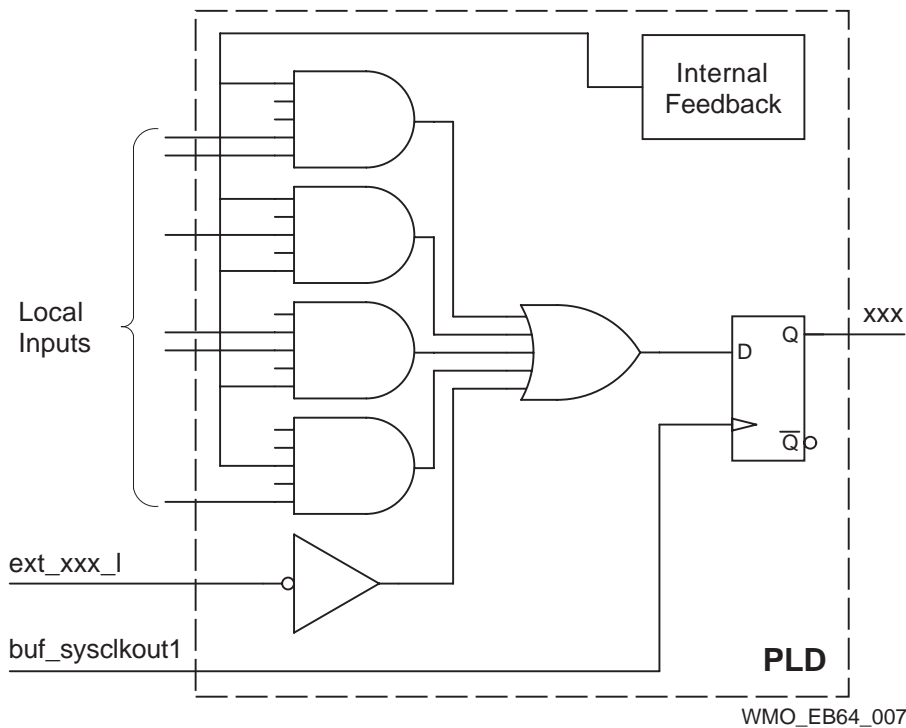 Internal
Feedback
Local
Inputs
xxx
D
Q
Q̅
ext_xxx_l
buf_sysclkout1
PLD
WMO_EB64_007